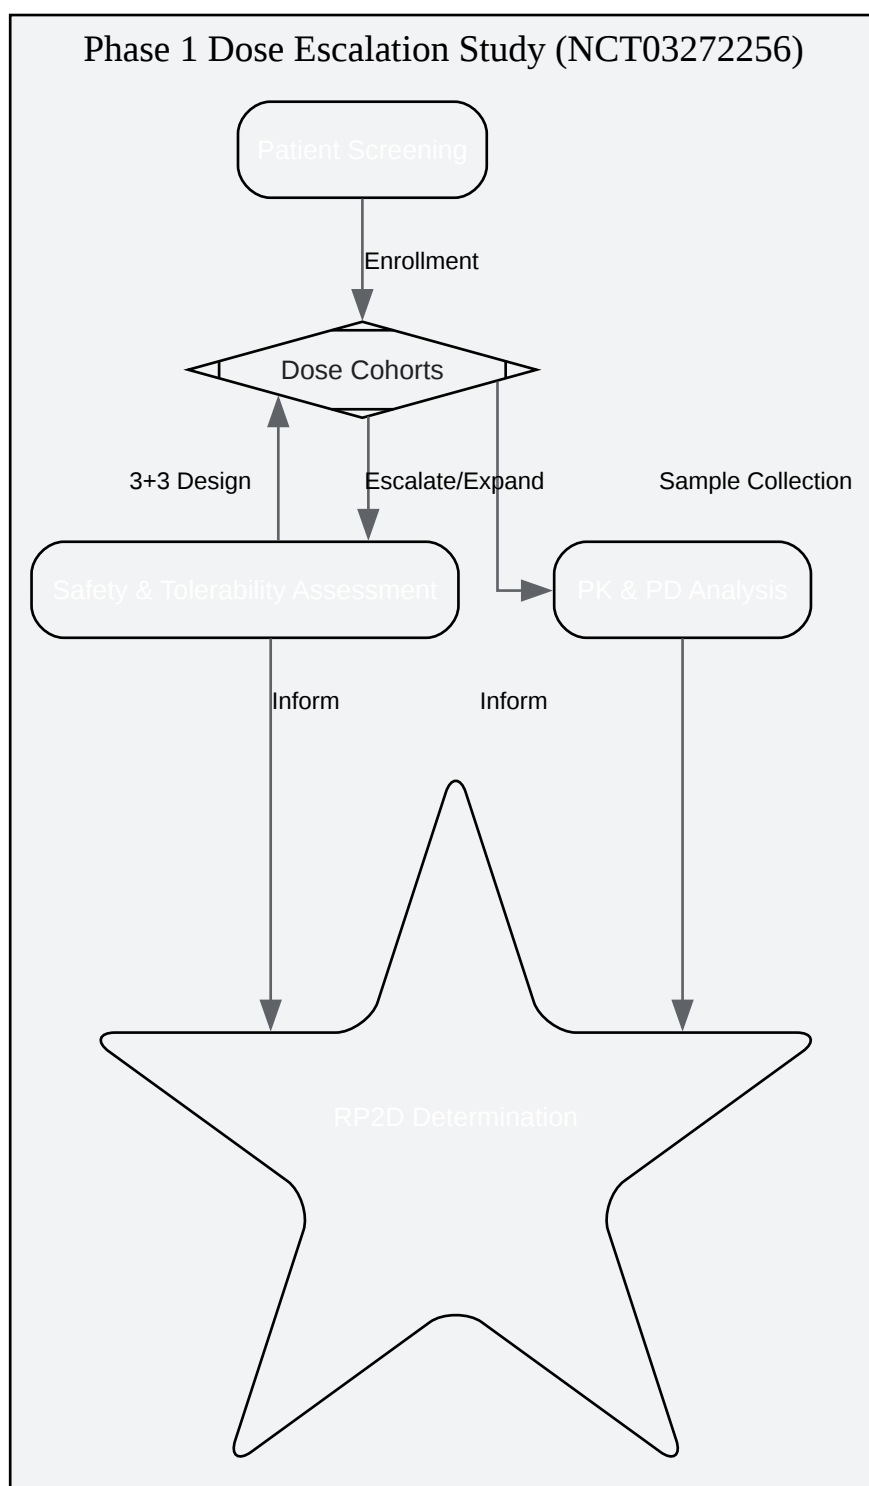 Phase 1 Dose Escalation Study (NCT03272256)
Patient Screening
Enrollment
Dose Cohorts
3+3 Design
Escalate/Expand
Sample Collection
Safety & Tolerability Assessment
PK & PD Analysis
Inform
Inform
RP2D Determination